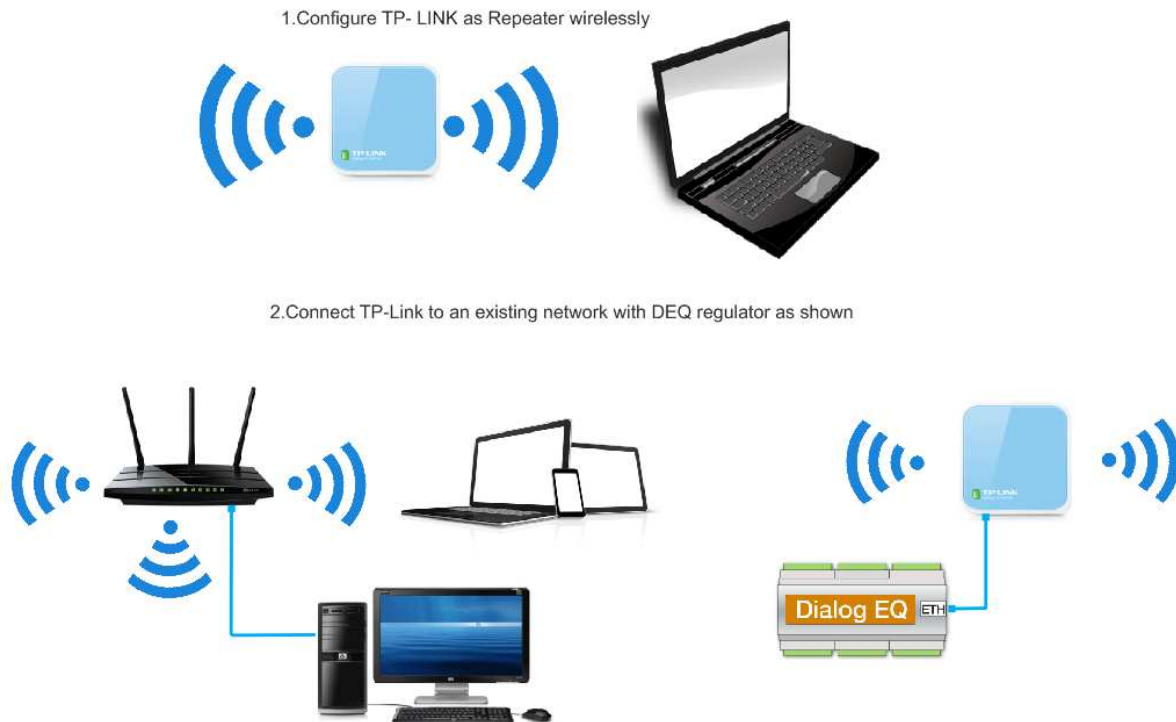 1.Configure TP- LINK as Repeater wirelessly
TP-LINK
2.Connect TP-Link to an existing network with DEQ regulator as shown
TP-LINK
Dialog EQ
ETH